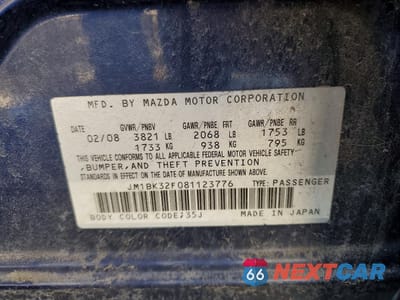 MFD. BY MAZDA MOTOR CORPORATION
DATE GVWR/PNBV GAWR/PNBE FRT GAWR/PNBE RR
02/08 3821 LB 2068 LB 1753 LB
1733 KG 938 KG 795 KG
THIS VEHICLE CONFORMS TO ALL APPLICABLE FEDERAL MOTOR VEHICLE SAFETY
BUMPER, AND THEFT PREVENTION
STANDARDS IN EFFECT ON THE DATE OF MANUFACTURE SHOWN ABOVE.
JM1BK32F081123776 TYPE: PASSENGER
BODY COLOR CODE:35J MADE IN JAPAN
66 NEXTCAR